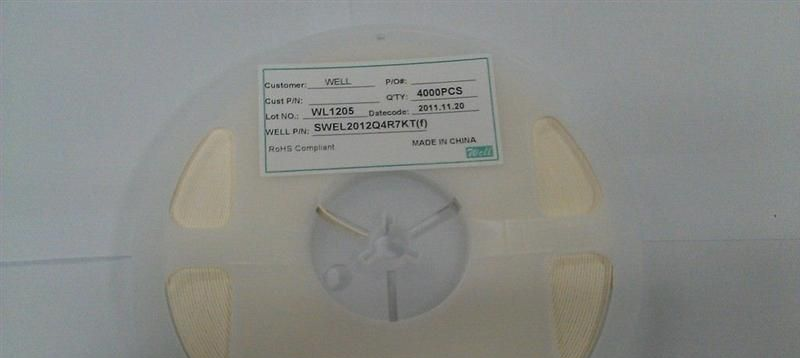 Customer: WELL P/O#:
Cust P/N: Q'TY: 4000PCS
Lot NO.: WL1205 Datecode: 2011.11.20
WELL P/N: SWEL2012Q4R7KT(f)
RoHS Compliant MADE IN CHINA
Well